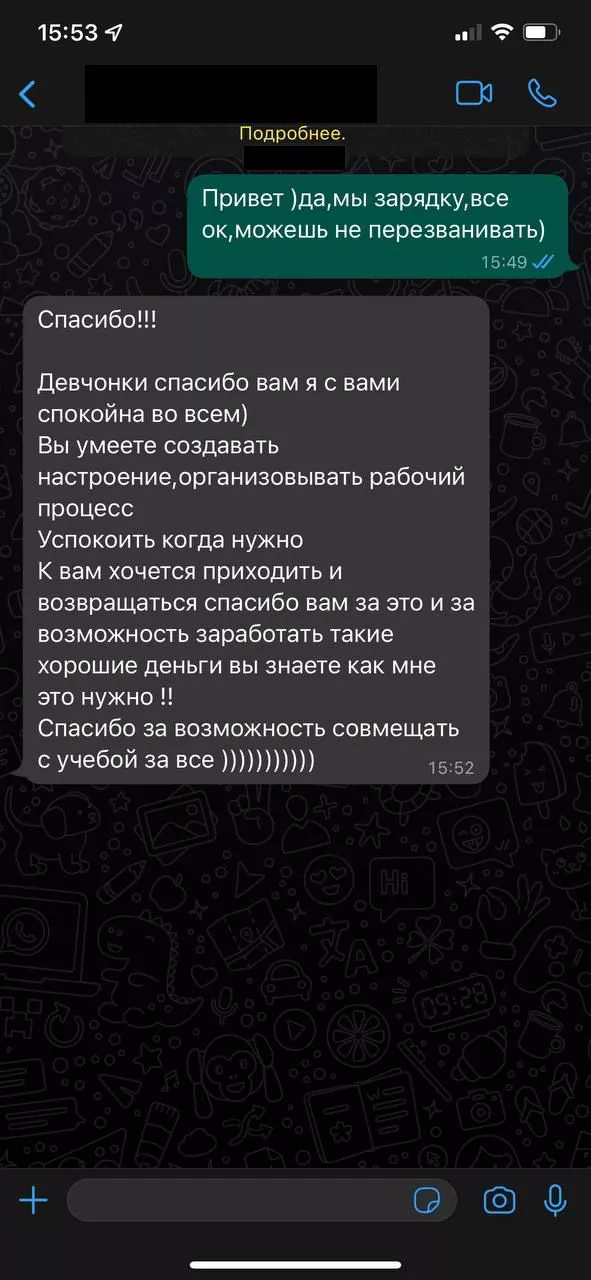 15:53
Подробнее.
Привет )да,мы зарядку,все
ок,можешь не перезванивать)
15:49
Спасибо!!!
Девчонки спасибо вам я с вами
спокойна во всем)
Вы умеете создавать
настроение,организовывать рабочий
процесс
Успокоить когда нужно
К вам хочется приходить и
возвращаться спасибо вам за это и за
возможность заработать такие
хорошие деньги вы знаете как мне
это нужно !!
Спасибо за возможность совмещать
с учебой за все )))))))))))
15:52
Hi
09:28